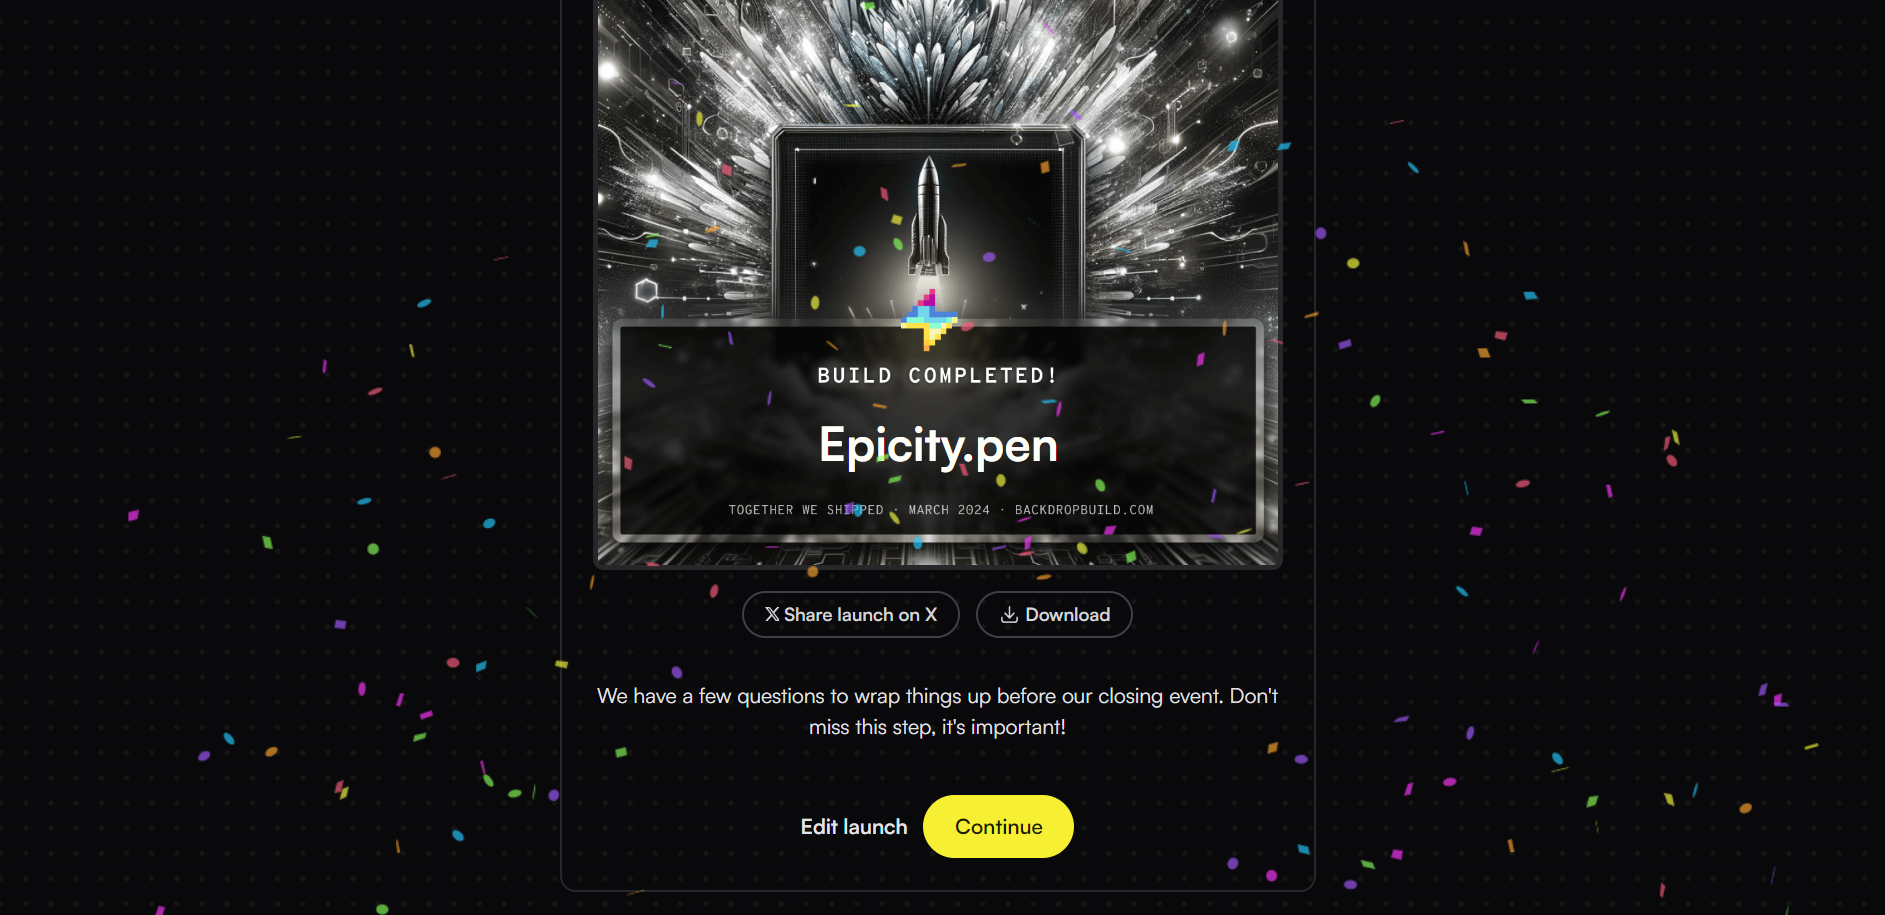 BUILD COMPLETED!
Epicity.pen
TOGETHER WE SHIPPED · MARCH 2024 · BACKDROPBUILD.COM
Share launch on X
Download
We have a few questions to wrap things up before our closing event. Don't
miss this step, it's important!
Edit launch
Continue